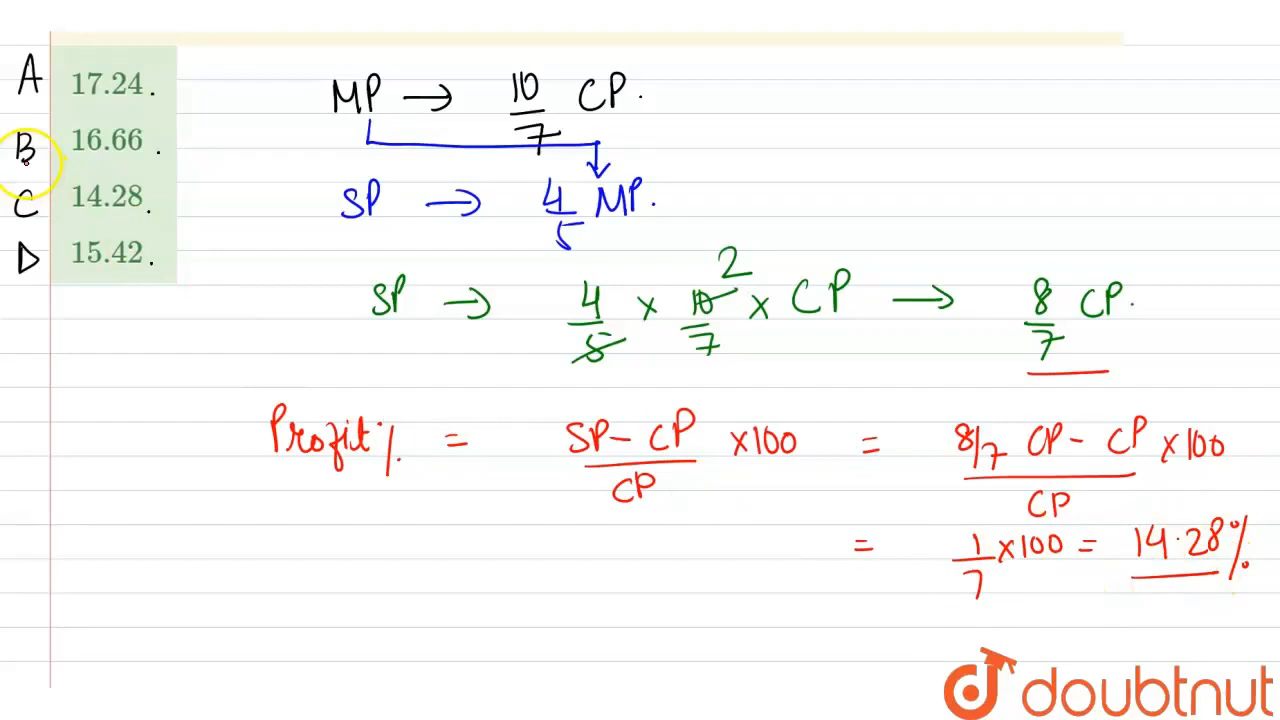 A 17.24.
B 16.66.
C 14.28.
D 15.42.
MP → 10/7 CP.
SP → 4/5 MP.
SP → 4/5 × 10/7 × CP → 8/7 CP.
2
Profit% = SP - CP/CP ×100 = 8/7 CP - CP/CP ×100
= 1/7 ×100 = 14.28%
doubtnut